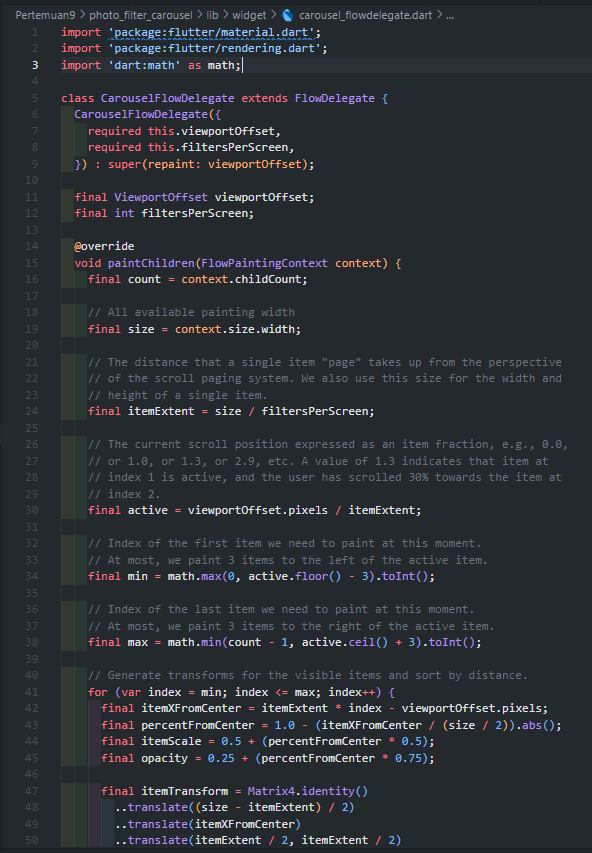 Pertemuan9 > photo_filter_carousel > lib > widget > carousel_flowdelegate.dart > ...
1 import 'package:flutter/material.dart';
2 import 'package:flutter/rendering.dart';
3 import 'dart:math' as math;
4
5 class CarouselFlowDelegate extends FlowDelegate {
6   CarouselFlowDelegate({
7     required this.viewportOffset,
8     required this.filtersPerScreen,
9   }) : super(repaint: viewportOffset);
10
11   final ViewportOffset viewportOffset;
12   final int filtersPerScreen;
13
14   @override
15   void paintChildren(FlowPaintingContext context) {
16     final count = context.childCount;
17
18     // All available painting width
19     final size = context.size.width;
20
21     // The distance that a single item "page" takes up from the perspective
22     // of the scroll paging system. We also use this size for the width and
23     // height of a single item.
24     final itemExtent = size / filtersPerScreen;
25
26     // The current scroll position expressed as an item fraction, e.g., 0.0,
27     // or 1.0, or 1.3, or 2.9, etc. A value of 1.3 indicates that item at
28     // index 1 is active, and the user has scrolled 30% towards the item at
29     // index 2.
30     final active = viewportOffset.pixels / itemExtent;
31
32     // Index of the first item we need to paint at this moment.
33     // At most, we paint 3 items to the left of the active item.
34     final min = math.max(0, active.floor() - 3).toInt();
35
36     // Index of the last item we need to paint at this moment.
37     // At most, we paint 3 items to the right of the active item.
38     final max = math.min(count - 1, active.ceil() + 3).toInt();
39
40     // Generate transforms for the visible items and sort by distance.
41     for (var index = min; index <= max; index++) {
42       final itemXFromCenter = itemExtent * index - viewportOffset.pixels;
43       final percentFromCenter = 1.0 - (itemXFromCenter / (size / 2)).abs();
44       final itemScale = 0.5 + (percentFromCenter * 0.5);
45       final opacity = 0.25 + (percentFromCenter * 0.75);
46
47       final itemTransform = Matrix4.identity()
48         ..translate((size - itemExtent) / 2)
49         ..translate(itemXFromCenter)
50         ..translate(itemExtent / 2, itemExtent / 2)